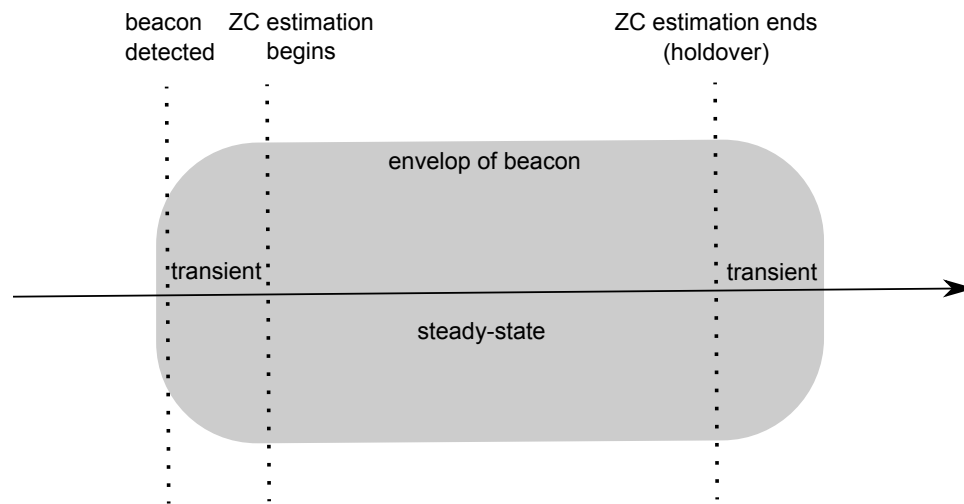 beacon
detected
ZC estimation
begins
ZC estimation ends
(holdover)
envelop of beacon
transient
transient
steady-state